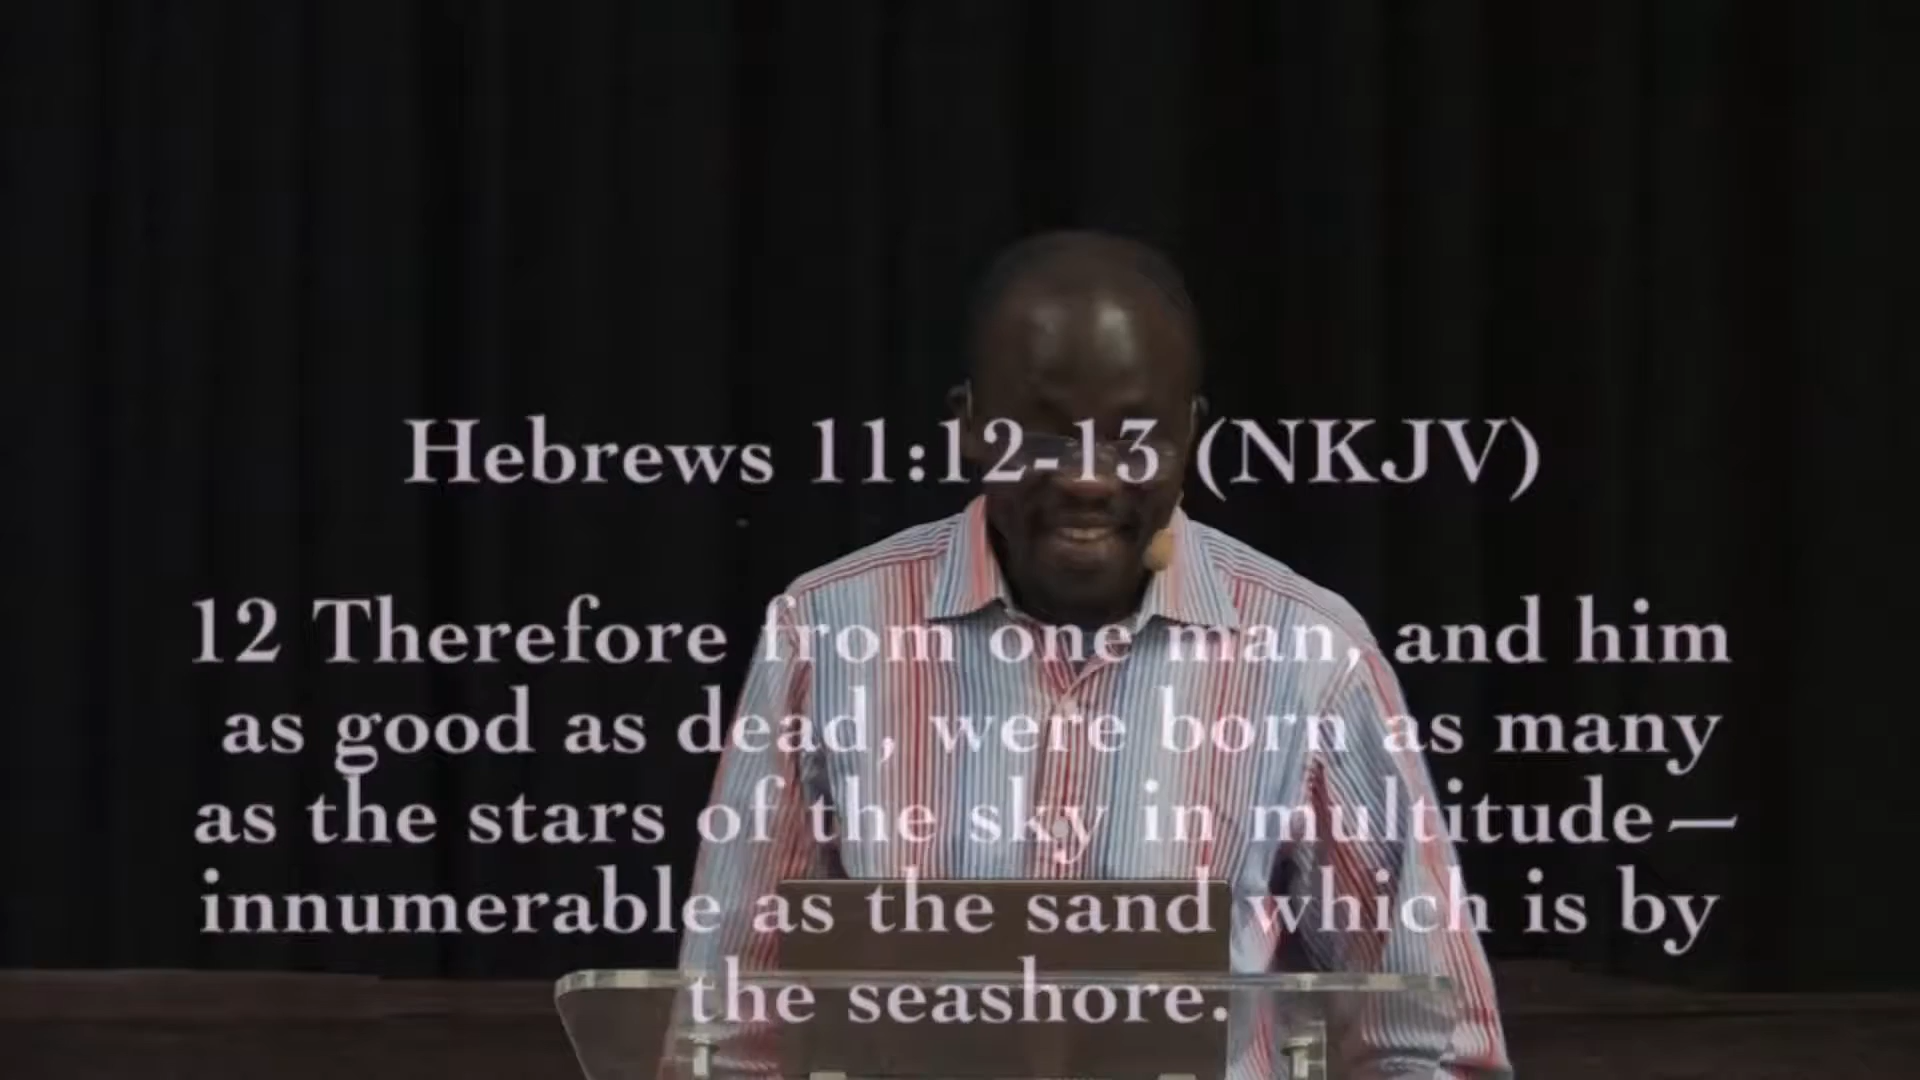 Hebrews 11:12-13 (NKJV)
12 Therefore from one man, and him
as good as dead, were born as many
as the stars of the sky in multitude—
innumerable as the sand which is by
the seashore.